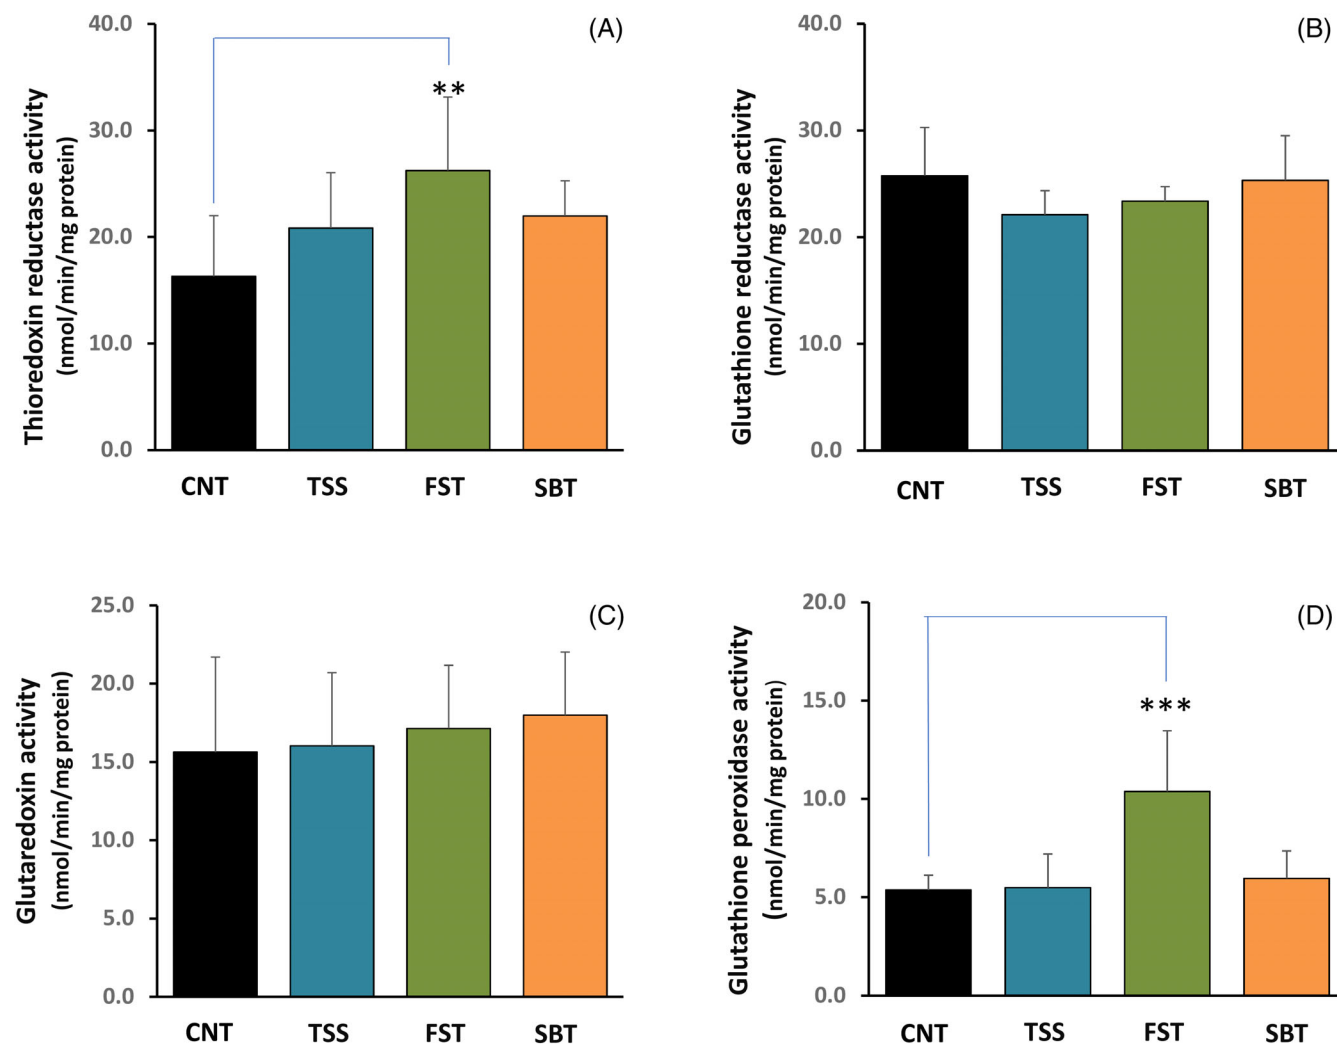 (A)
Thioredoxin reductase activity
(nmol/min/mg protein)
40.0
30.0
20.0
10.0
0.0
**
CNT TSS FST SBT
(B)
Glutathione reductase activity
(nmol/min/mg protein)
40.0
30.0
20.0
10.0
0.0
CNT TSS FST SBT
(C)
Glutaredoxin activity
(nmol/min/mg protein)
25.0
20.0
15.0
10.0
5.0
0.0
CNT TSS FST SBT
(D)
Glutathione peroxidase activity
(nmol/min/mg protein)
20.0
15.0
10.0
5.0
0.0
***
CNT TSS FST SBT